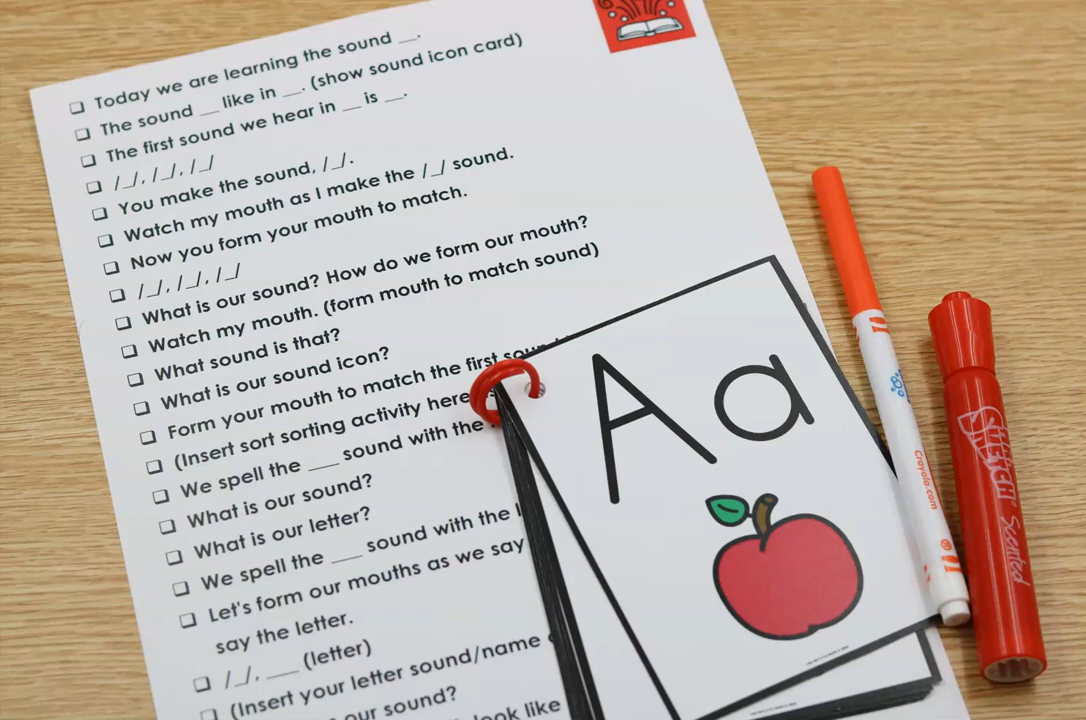 Today we are learning the sound __.
The sound __ like in __. (show sound icon card)
The first sound we hear in __ is __.
/_/, /_/, /_/
You make the sound, /_/.
Watch my mouth as I make the /_/ sound.
Now you form your mouth to match.
/_/, /_/, /_/
What is our sound? How do we form our mouth?
Watch my mouth. (form mouth to match sound)
What sound is that?
What is our sound icon?
Form your mouth to match the first sound
(Insert sort sorting activity here
We spell the ___ sound with the
What is our sound?
What is our letter?
We spell the ___ sound with the
Let's form our mouths as we say
say the letter.
/_/, ___ (letter)
(Insert your letter sound/name
our sound?
look like
Aa
Crayola.com
Scented